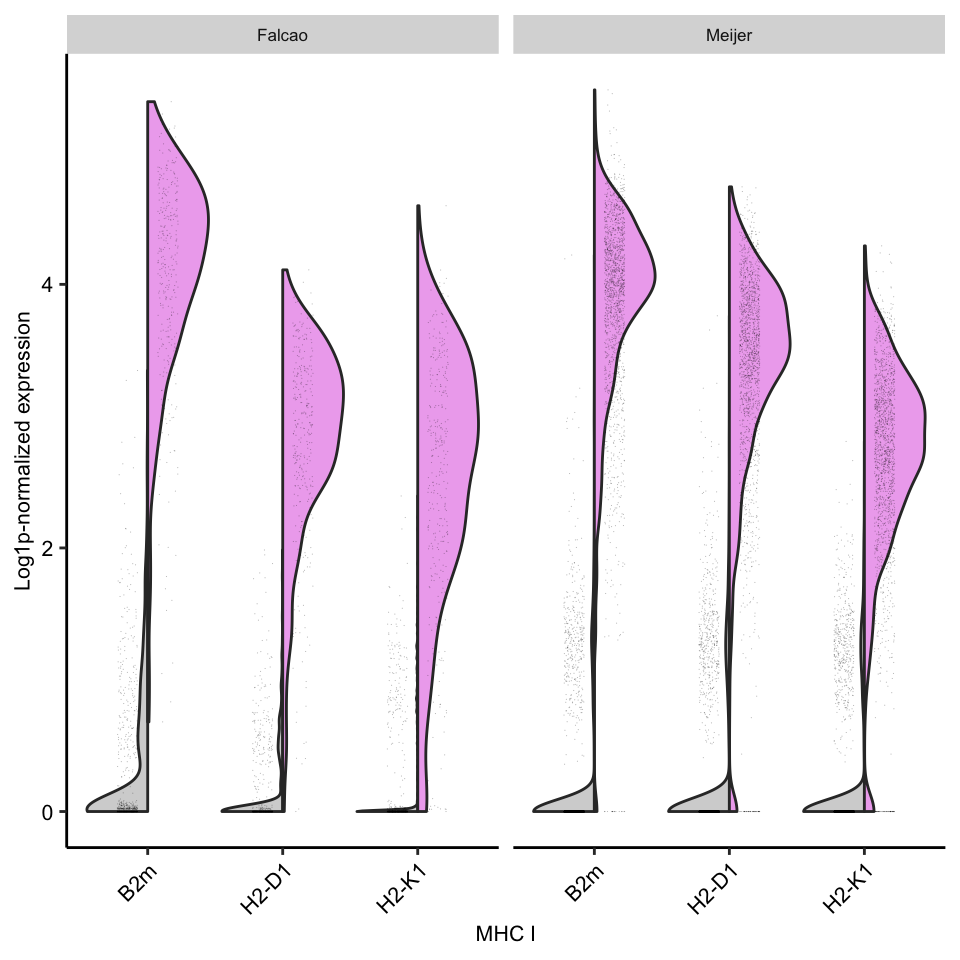 Falcao
Meijer
Log1p-normalized expression
4
2
0
B2m
H2-D1
H2-K1
B2m
H2-D1
H2-K1
MHC I